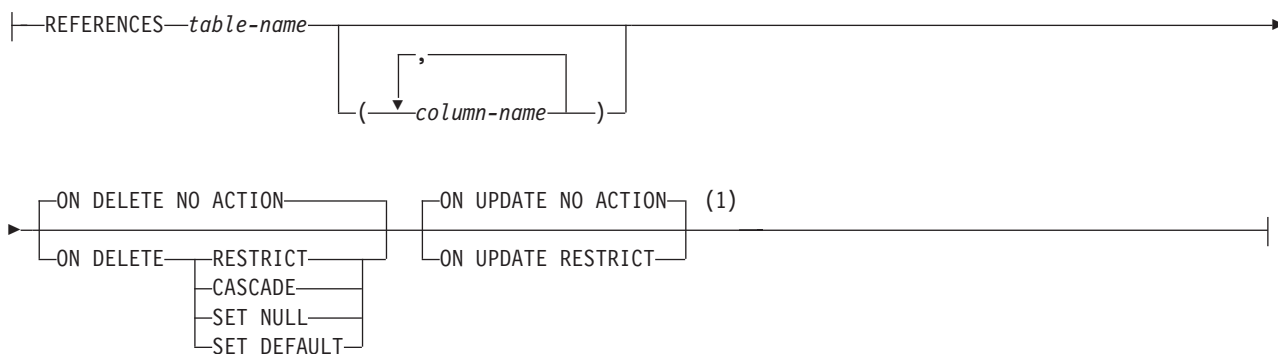 REFERENCES table-name
,
( column-name )
ON DELETE NO ACTION ON UPDATE NO ACTION (1)
ON DELETE RESTRICT ON UPDATE RESTRICT
CASCADE
SET NULL
SET DEFAULT